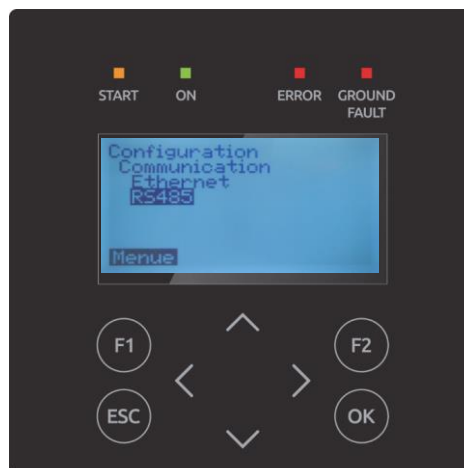 START ON ERROR GROUND
FAULT
Configuration
Communication
Ethernet
RS485
Menue
F1
F2
ESC
OK